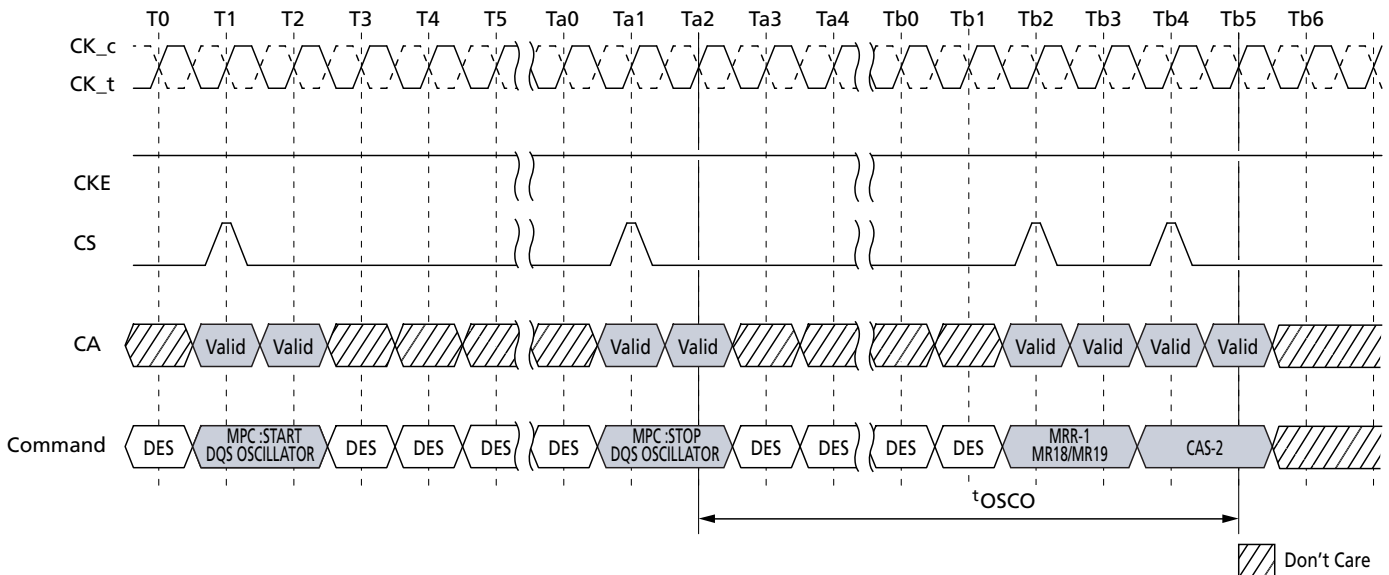 T0 T1 T2 T3 T4 T5 Ta0 Ta1 Ta2 Ta3 Ta4 Tb0 Tb1 Tb2 Tb3 Tb4 Tb5 Tb6
CK_c
CK_t
CKE
CS
CA Valid Valid Valid Valid Valid Valid Valid Valid
Command DES MPC :START DQS OSCILLATOR DES DES DES DES MPC :STOP DQS OSCILLATOR DES DES DES DES MRR-1 MR18/MR19 CAS-2
tOSCO
Don't Care